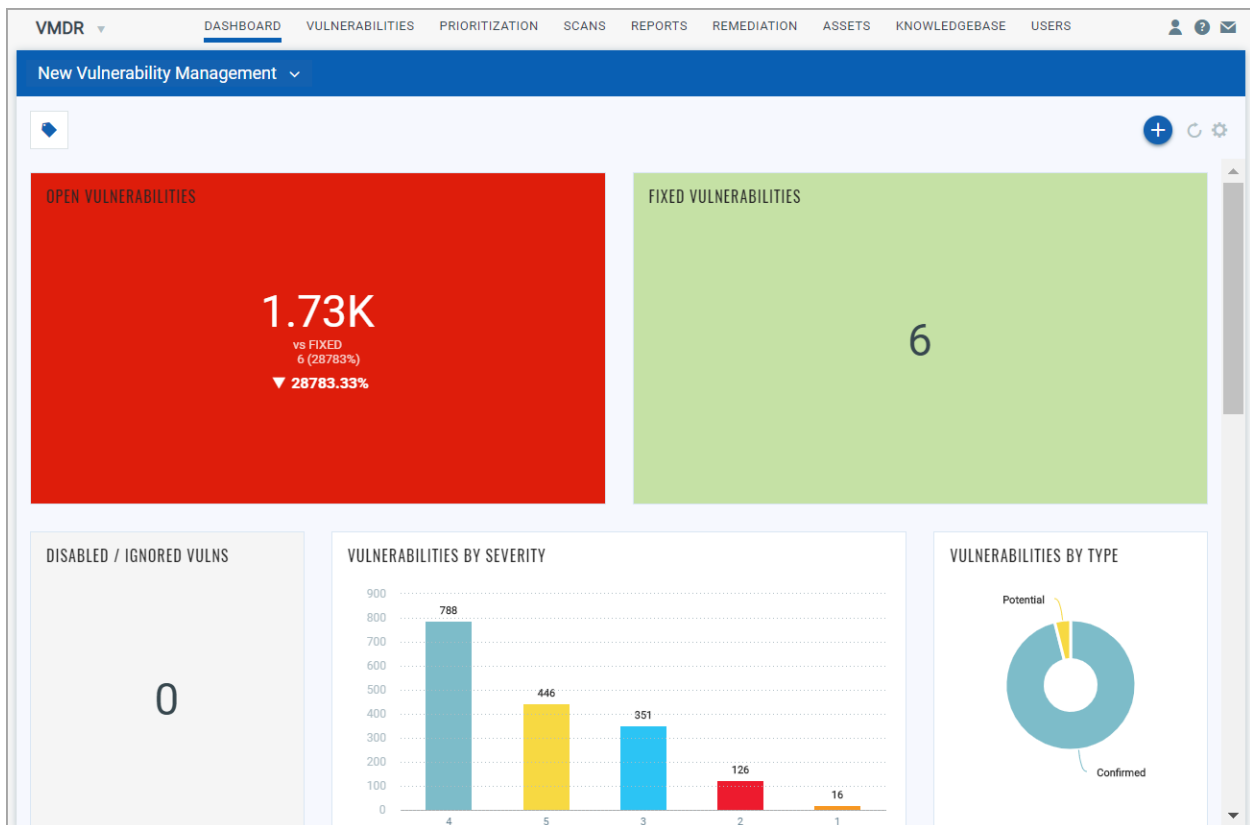 VMDR
DASHBOARD VULNERABILITIES PRIORITIZATION SCANS REPORTS REMEDIATION ASSETS KNOWLEDGEBASE USERS
New Vulnerability Management
OPEN VULNERABILITIES
1.73K
vs FIXED
6 (28783%)
▼ 28783.33%
FIXED VULNERABILITIES
6
DISABLED / IGNORED VULNS
0
VULNERABILITIES BY SEVERITY
900
800
700
600
500
400
300
200
100
0
788
446
351
126
16
4 5 3 2 1
VULNERABILITIES BY TYPE
Potential
Confirmed